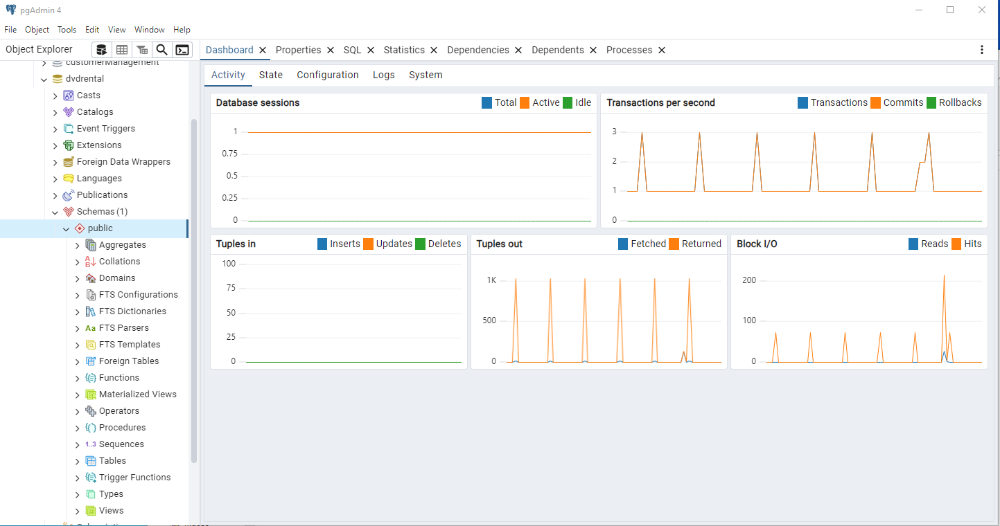 pgAdmin 4
File Object Tools Edit View Window Help
Object Explorer
Dashboard Properties SQL Statistics Dependencies Dependents Processes
customerManagement
dvdrental
Casts
Catalogs
Event Triggers
Extensions
Foreign Data Wrappers
Languages
Publications
Schemas (1)
public
Aggregates
Collations
Domains
FTS Configurations
FTS Dictionaries
Aa FTS Parsers
FTS Templates
Foreign Tables
Functions
Materialized Views
Operators
Procedures
1..3 Sequences
Tables
Trigger Functions
Types
Views
Activity State Configuration Logs System
Database sessions Total Active Idle
1
0.75
0.5
0.25
0
Transactions per second Transactions Commits Rollbacks
3
2
1
0
Tuples in Inserts Updates Deletes
100
75
50
25
0
Tuples out Fetched Returned
1K
500
0
Block I/O Reads Hits
200
100
0